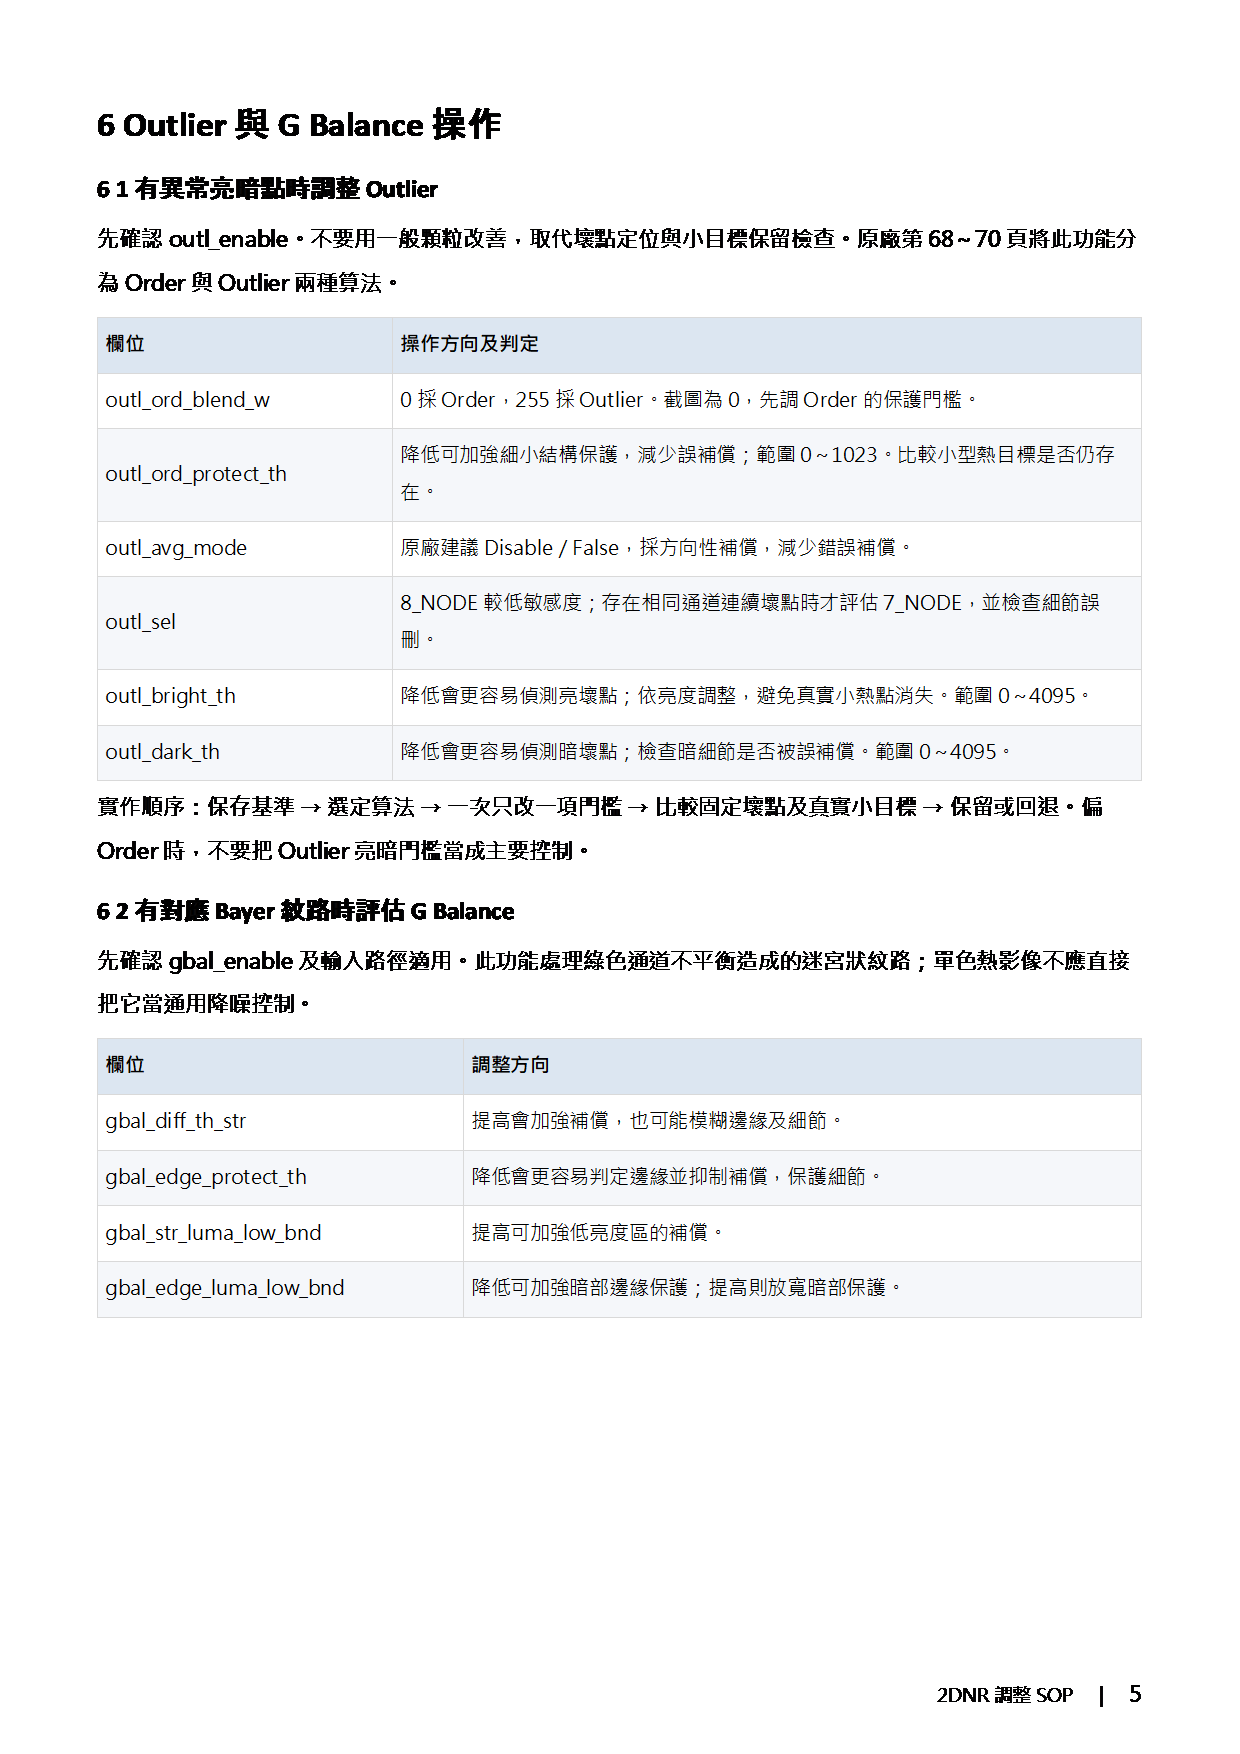 6 Outlier 與 G Balance 操作
6 1 有異常亮暗點時調整 Outlier
先確認 outl_enable。不要用一般顆粒改善，取代壞點定位與小目標保留檢查。原廠第 68～70 頁將此功能分
為 Order 與 Outlier 兩種算法。
欄位 操作方向及判定
outl_ord_blend_w 0 採 Order，255 採 Outlier。截圖為 0，先調 Order 的保護門檻。
outl_ord_protect_th 降低可加強細小結構保護，減少誤補償；範圍 0～1023。比較小型熱目標是否仍存
在。
outl_avg_mode 原廠建議 Disable / False，採方向性補償，減少錯誤補償。
outl_sel 8_NODE 較低敏感度；存在相同通道連續壞點時才評估 7_NODE，並檢查細節誤
刪。
outl_bright_th 降低會更容易偵測亮壞點；依亮度調整，避免真實小熱點消失。範圍 0～4095。
outl_dark_th 降低會更容易偵測暗壞點；檢查暗細節是否被誤補償。範圍 0～4095。
實作順序：保存基準 → 選定算法 → 一次只改一項門檻 → 比較固定壞點及真實小目標 → 保留或回退。偏
Order 時，不要把 Outlier 亮暗門檻當成主要控制。
6 2 有對應 Bayer 紋路時評估 G Balance
先確認 gbal_enable 及輸入路徑適用。此功能處理綠色通道不平衡造成的迷宮狀紋路；單色熱影像不應直接
把它當通用降噪控制。
欄位 調整方向
gbal_diff_th_str 提高會加強補償，也可能模糊邊緣及細節。
gbal_edge_protect_th 降低會更容易判定邊緣並抑制補償，保護細節。
gbal_str_luma_low_bnd 提高可加強低亮度區的補償。
gbal_edge_luma_low_bnd 降低可加強暗部邊緣保護；提高則放寬暗部保護。
2DNR 調整 SOP | 5